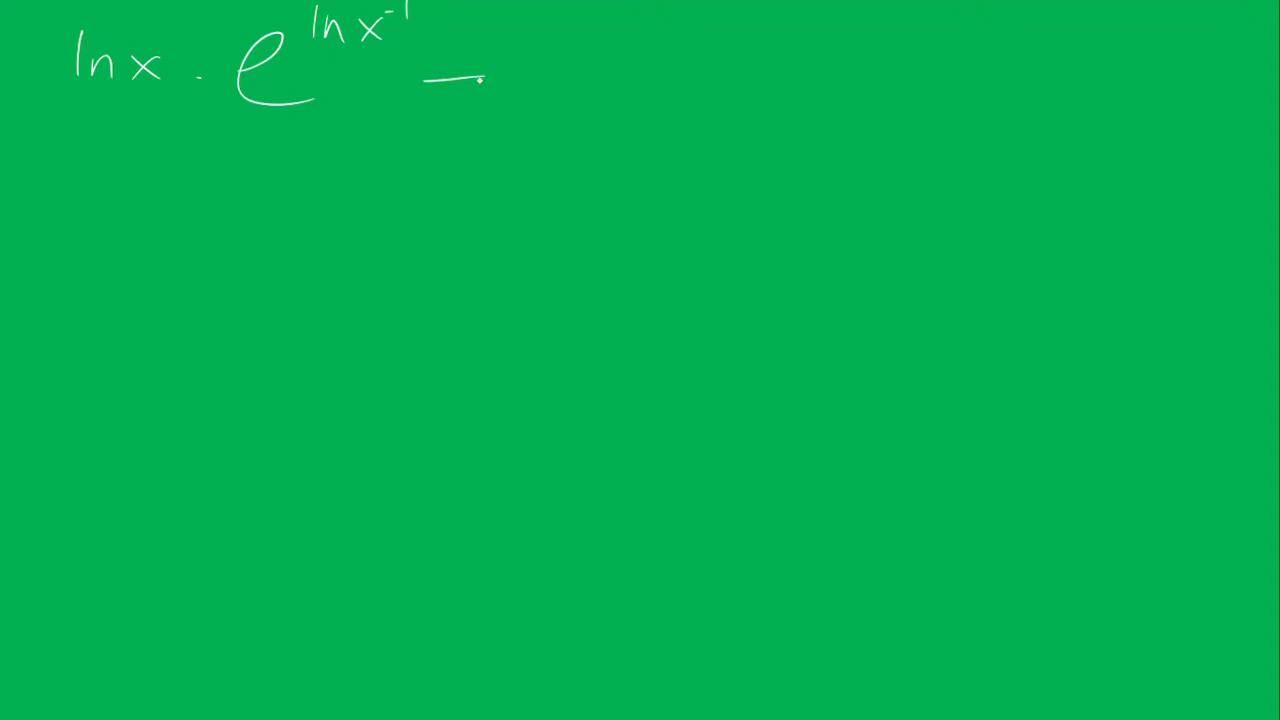 ln x · e^{ln x^{-1}} —